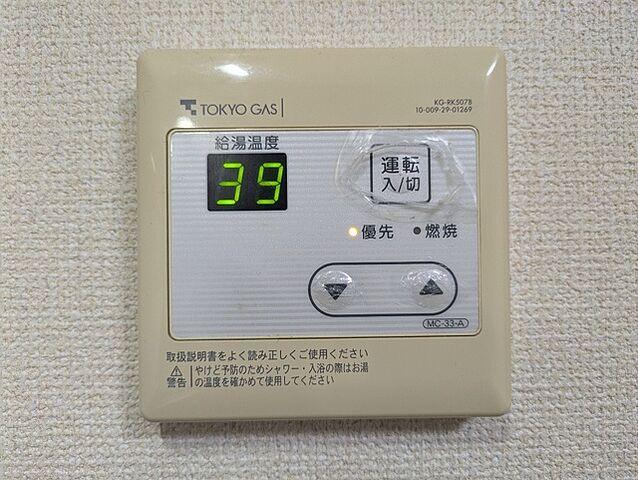 TOKYO GAS
KG-RK507B
10-009-29-01269
給湯温度
39
運転
入/切
優先 燃焼
MC-33-A
取扱説明書をよく読み正しくご使用ください
警告
やけど予防のためシャワー・入浴の際はお湯
の温度を確かめて使用してください